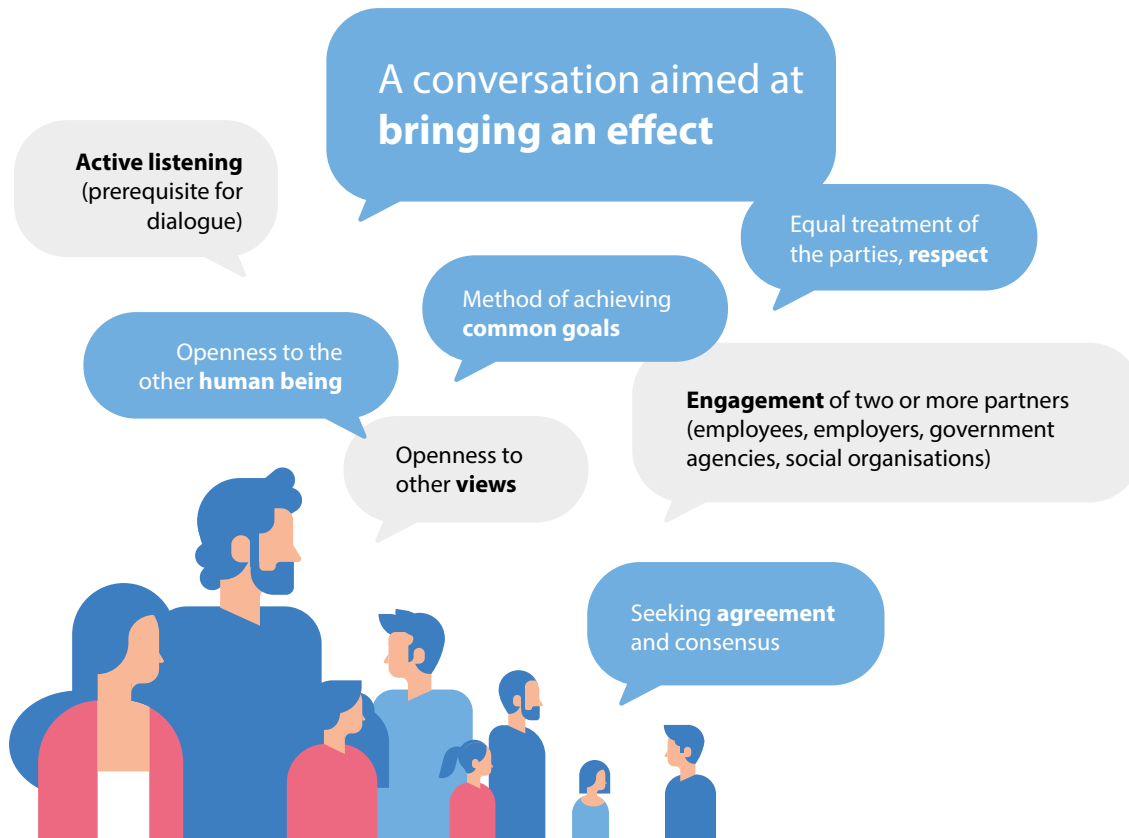 A conversation aimed at
bringing an effect
Active listening
(prerequisite for
dialogue)
Equal treatment of
the parties, respect
Method of achieving
common goals
Openness to the
other human being
Engagement of two or more partners
(employees, employers, government
agencies, social organisations)
Openness to
other views
Seeking agreement
and consensus